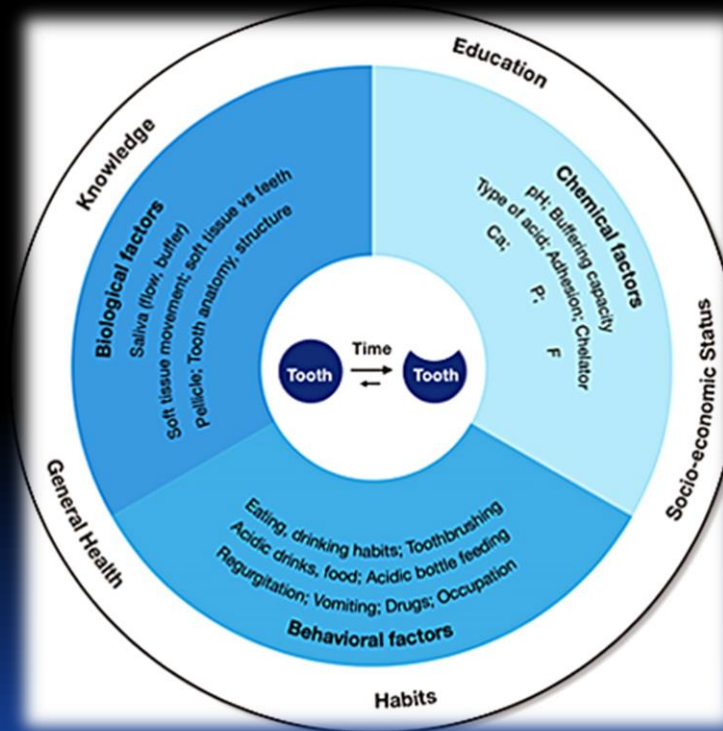 Education
Knowledge
Socio-economic Status
General Health
Habits
Biological factors
Saliva (flow, buffer)
Soft tissue movement; soft tissue vs teeth
Pellicle; Tooth anatomy, structure
Chemical factors
pH; Buffering capacity
Type of acid; Adhesion; Chelator
Ca; P; F
Time
Tooth
Tooth
Eating, drinking habits; Toothbrushing
Acidic drinks, food; Acidic bottle feeding
Regurgitation; Vomiting; Drugs; Occupation
Behavioral factors